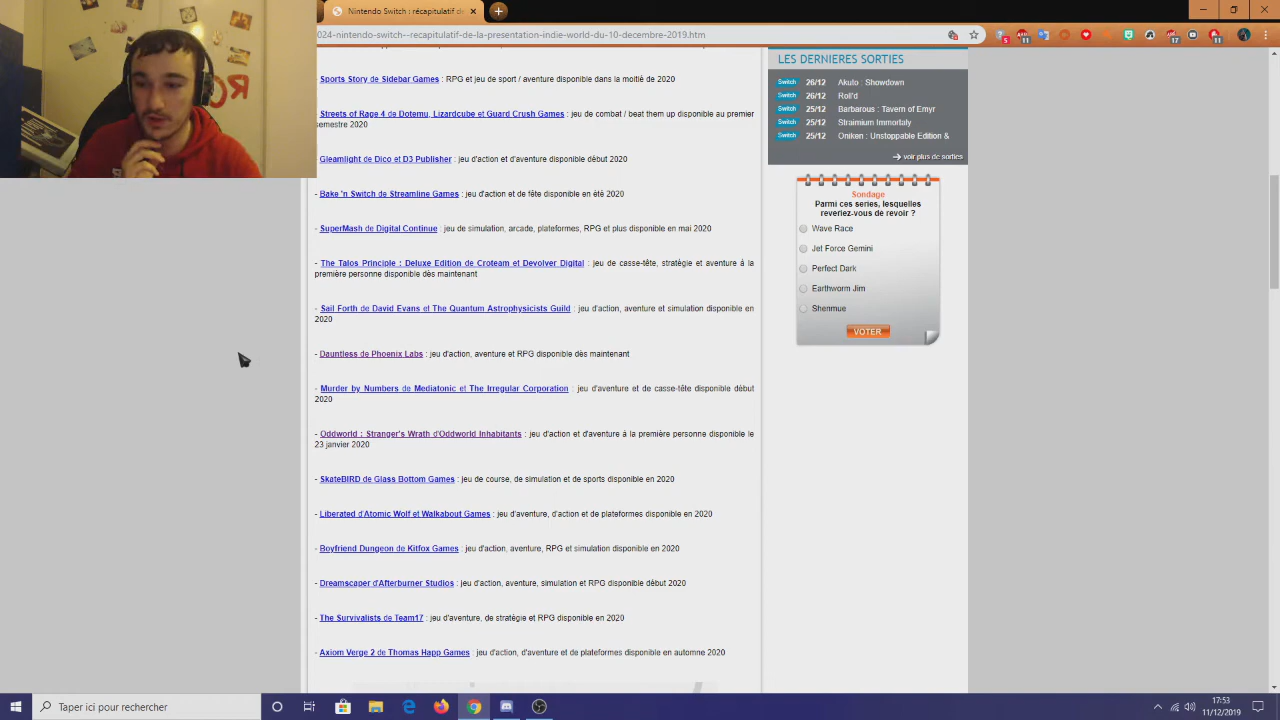 024-nintendo-switch--recapitulatif-de-la-presentation-indie-world-du-10-decembre-2019.htm
Sports Story de Sidebar Games : RPG et jeu de sport / aventure disponible dans la moitié de 2020
Streets of Rage 4 de Dotemu, Lizardcube et Guard Crush Games : jeu de combat / beat them up disponible au premier
semestre 2020
Gleamlight de Dico et D3 Publisher : jeu d'action et d'aventure disponible début 2020
- Bake 'n Switch de Streamline Games : jeu d'action et de fête disponible en été 2020
- SuperMash de Digital Continue : jeu de simulation, arcade, plateformes, RPG et plus disponible en mai 2020
- The Talos Principle : Deluxe Edition de Croteam et Devolver Digital : jeu de casse-tête, stratégie et aventure à la
première personne disponible dès maintenant
- Sail Forth de David Evans et The Quantum Astrophysicists Guild : jeu d'action, aventure et simulation disponible en
2020
- Dauntless de Phoenix Labs : jeu d'action, aventure et RPG disponible dès maintenant
- Murder by Numbers de Mediatonic et The Irregular Corporation : jeu d'aventure et de casse-tête disponible début
2020
- Oddworld : Stranger's Wrath d'Oddworld Inhabitants : jeu d'action et d'aventure à la première personne disponible le
23 janvier 2020
- SkateBIRD de Glass Bottom Games : jeu de course, de simulation et de sports disponible en 2020
- Liberated d'Atomic Wolf et Walkabout Games : jeu d'aventure, d'action et de plateformes disponible en 2020
- Boyfriend Dungeon de Kitfox Games : jeu d'action, aventure, RPG et simulation disponible en 2020
- Dreamscaper d'Afterburner Studios : jeu d'action, aventure, simulation et RPG disponible début 2020
- The Survivalists de Team17 : jeu d'aventure, de stratégie et RPG disponible en 2020
- Axiom Verge 2 de Thomas Happ Games : jeu d'action, d'aventure et de plateformes disponible en automne 2020
LES DERNIERES SORTIES
Switch 26/12 Akuto : Showdown
Switch 26/12 Roll'd
Switch 25/12 Barbarous : Tavern of Emyr
Switch 25/12 Straimium Immortaly
Switch 25/12 Oniken : Unstoppable Edition &
voir plus de sorties
Sondage
Parmi ces series, lesquelles
reveriez-vous de revoir ?
Wave Race
Jet Force Gemini
Perfect Dark
Earthworm Jim
Shenmue
VOTER
Taper ici pour rechercher
17:53
11/12/2019